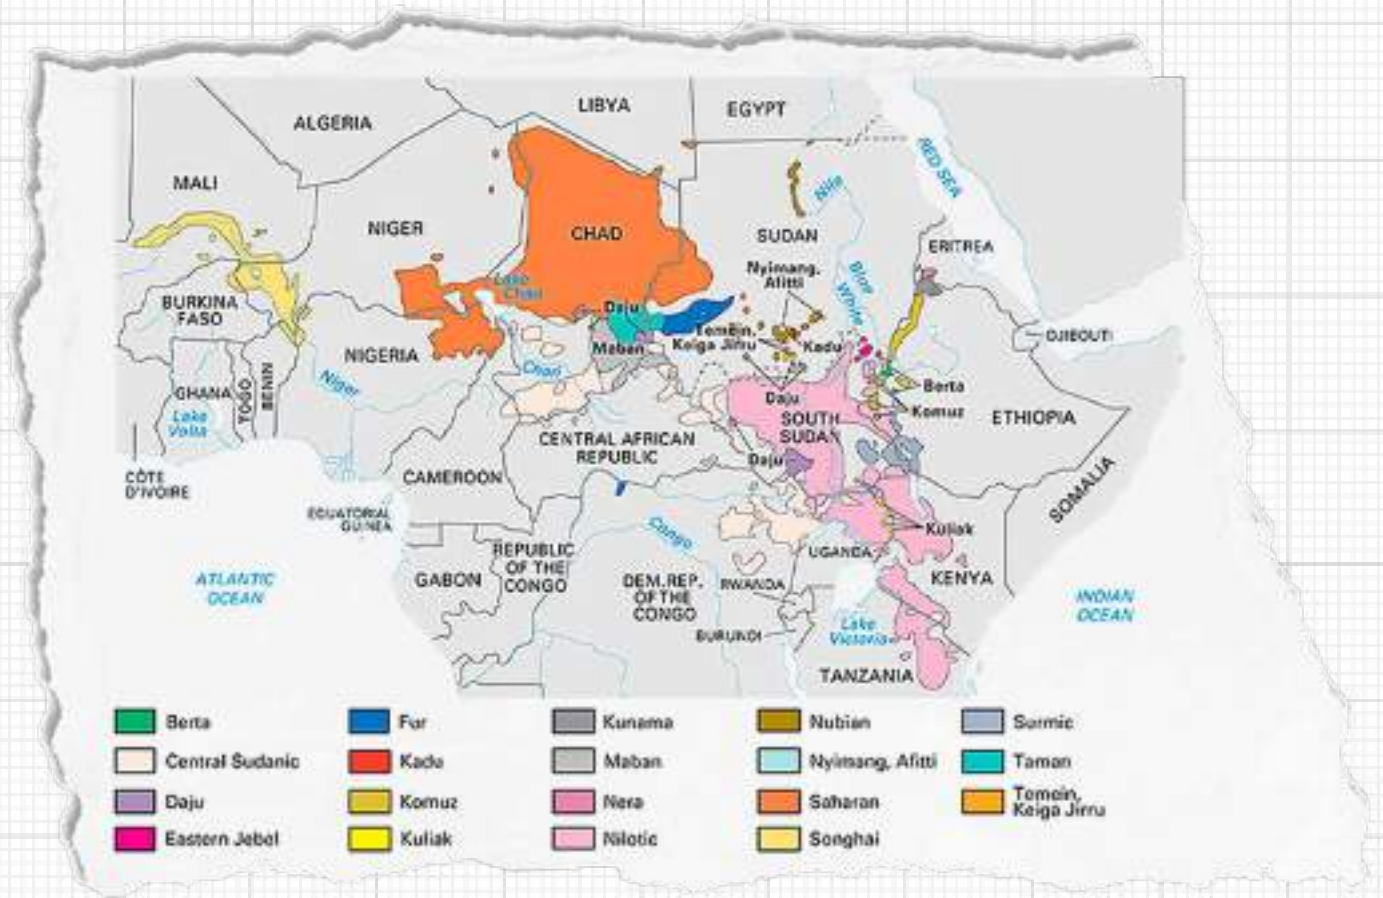 ALGERIA
LIBYA
EGYPT
RED SEA
MALI
NIGER
CHAD
Nile
SUDAN
ERITREA
Nyimang,
Afitti
Blue
White
Lake
Chad
BURKINA
FASO
Daju
Temein,
Keiga Jirru
Kadu
DJIBOUTI
NIGERIA
Maban
Chari
Niger
GHANA
TOGO
BENIN
Lake
Volta
Daju
Berta
Komuz
SOUTH
SUDAN
ETHIOPIA
CENTRAL AFRICAN
REPUBLIC
Daju
CÔTE
D'IVOIRE
CAMEROON
SOMALIA
EQUATORIAL
GUINEA
Congo
Kuliak
REPUBLIC
OF THE
CONGO
UGANDA
GABON
DEM.REP.
OF THE
CONGO
RWANDA
KENYA
ATLANTIC
OCEAN
INDIAN
OCEAN
BURUNDI
Lake
Victoria
TANZANIA
Berta
Fur
Kunama
Nubian
Surmic
Central Sudanic
Kadu
Maban
Nyimang, Afitti
Taman
Daju
Komuz
Nera
Saharan
Temein,
Keiga Jirru
Eastern Jebel
Kuliak
Nilotic
Songhai